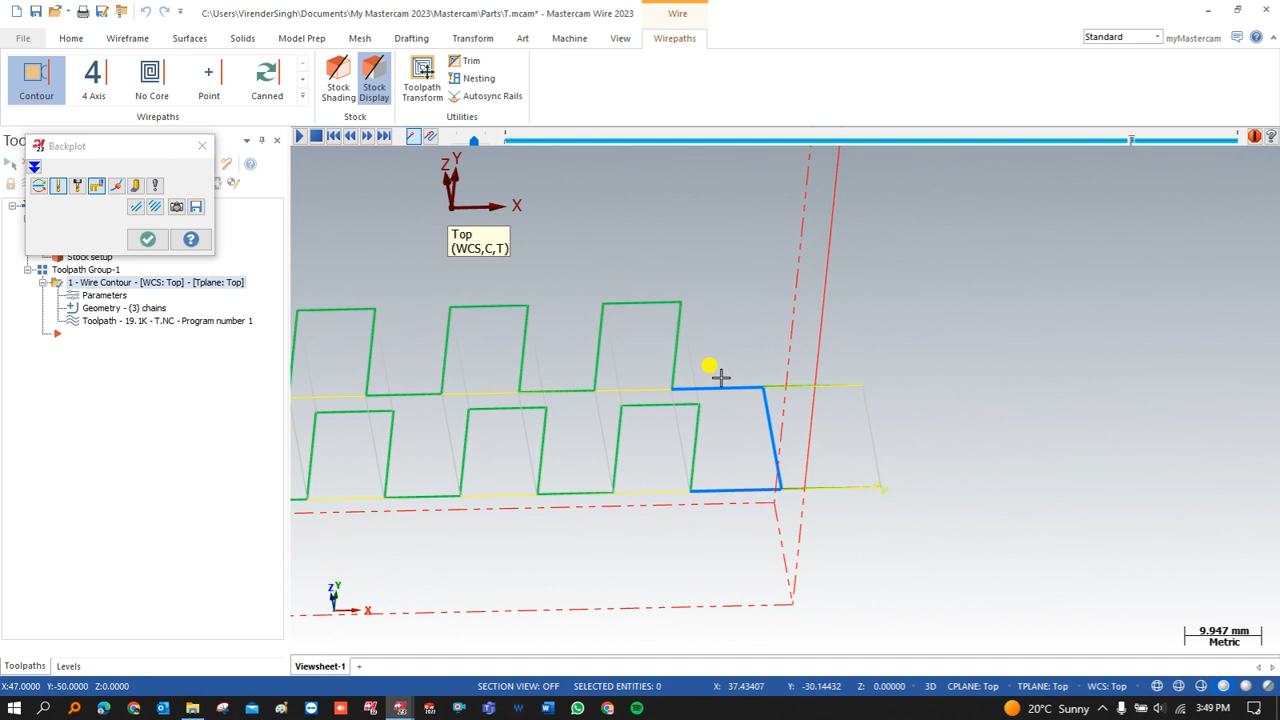 C:\Users\VirenderSingh\Documents\My Mastercam 2023\Mastercam\Parts\T.mcam* - Mastercam Wire 2023
Wire
File Home Wireframe Surfaces Solids Model Prep Mesh Drafting Transform Art Machine View Wirepaths
Standard
myMastercam
Contour
4 Axis
No Core
Point
Canned
Stock Shading
Stock Display
Toolpath Transform
Trim
Nesting
Autosync Rails
Wirepaths
Stock
Utilities
Backplot
Stock setup
Toolpath Group-1
1 - Wire Contour - [WCS: Top] - [Tplane: Top]
Parameters
Geometry - (3) chains
Toolpath - 19.1K - T.NC - Program number 1
Z Y
X
Top
(WCS,C,T)
Z Y
X
9.947 mm
Metric
Toolpaths Levels
Viewsheet-1 +
X:47.0000 Y:-50.0000 Z:0.0000
SECTION VIEW: OFF SELECTED ENTITIES: 0 X: 37.43407 Y: -30.14432 Z: 0.00000 3D CPLANE: Top TPLANE: Top WCS: Top
20°C Sunny
ENG
3:49 PM